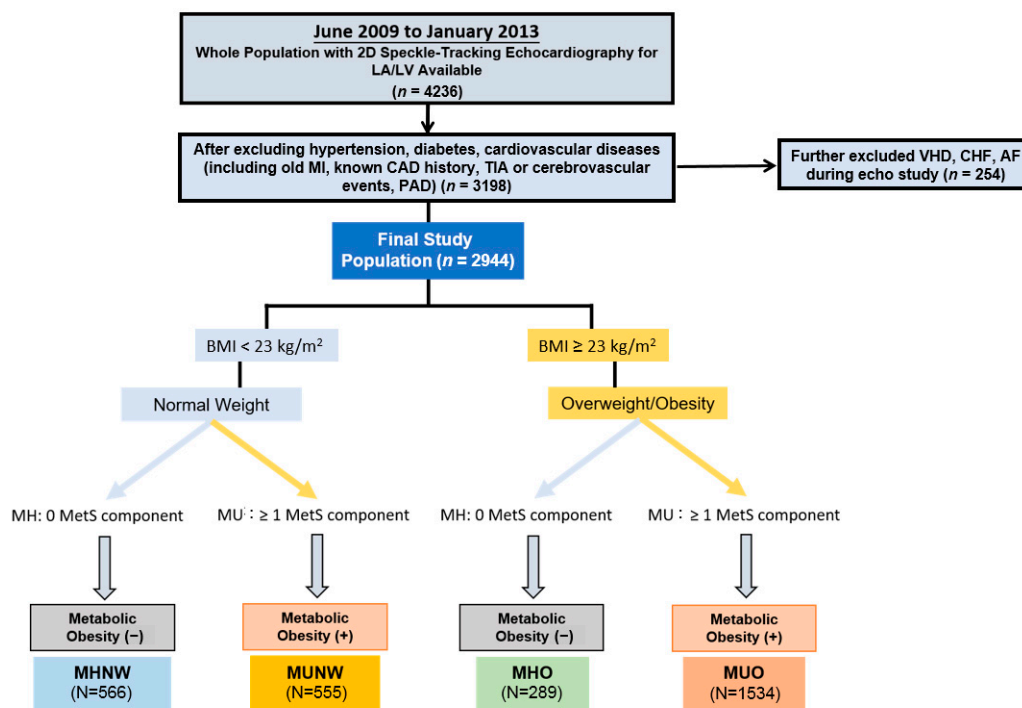 June 2009 to January 2013
Whole Population with 2D Speckle-Tracking Echocardiography for
LA/LV Available
(n = 4236)
After excluding hypertension, diabetes, cardiovascular diseases
(including old MI, known CAD history, TIA or cerebrovascular
events, PAD) (n = 3198)
Further excluded VHD, CHF, AF
during echo study (n = 254)
Final Study
Population (n = 2944)
BMI < 23 kg/m²
BMI ≥ 23 kg/m²
Normal Weight
Overweight/Obesity
MH: 0 MetS component
MU: ≥ 1 MetS component
MH: 0 MetS component
MU: ≥ 1 MetS component
Metabolic
Obesity (−)
Metabolic
Obesity (+)
Metabolic
Obesity (−)
Metabolic
Obesity (+)
MHNW
(N=566)
MUNW
(N=555)
MHO
(N=289)
MUO
(N=1534)